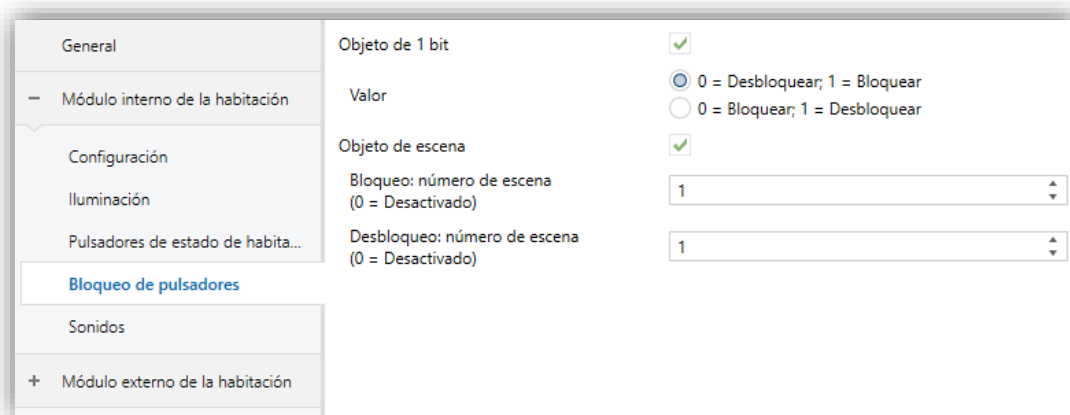 General
− Módulo interno de la habitación
Configuración
Iluminación
Pulsadores de estado de habita...
Bloqueo de pulsadores
Sonidos
+ Módulo externo de la habitación
Objeto de 1 bit
Valor
0 = Desbloquear; 1 = Bloquear
0 = Bloquear; 1 = Desbloquear
Objeto de escena
Bloqueo: número de escena
(0 = Desactivado)
1
Desbloqueo: número de escena
(0 = Desactivado)
1